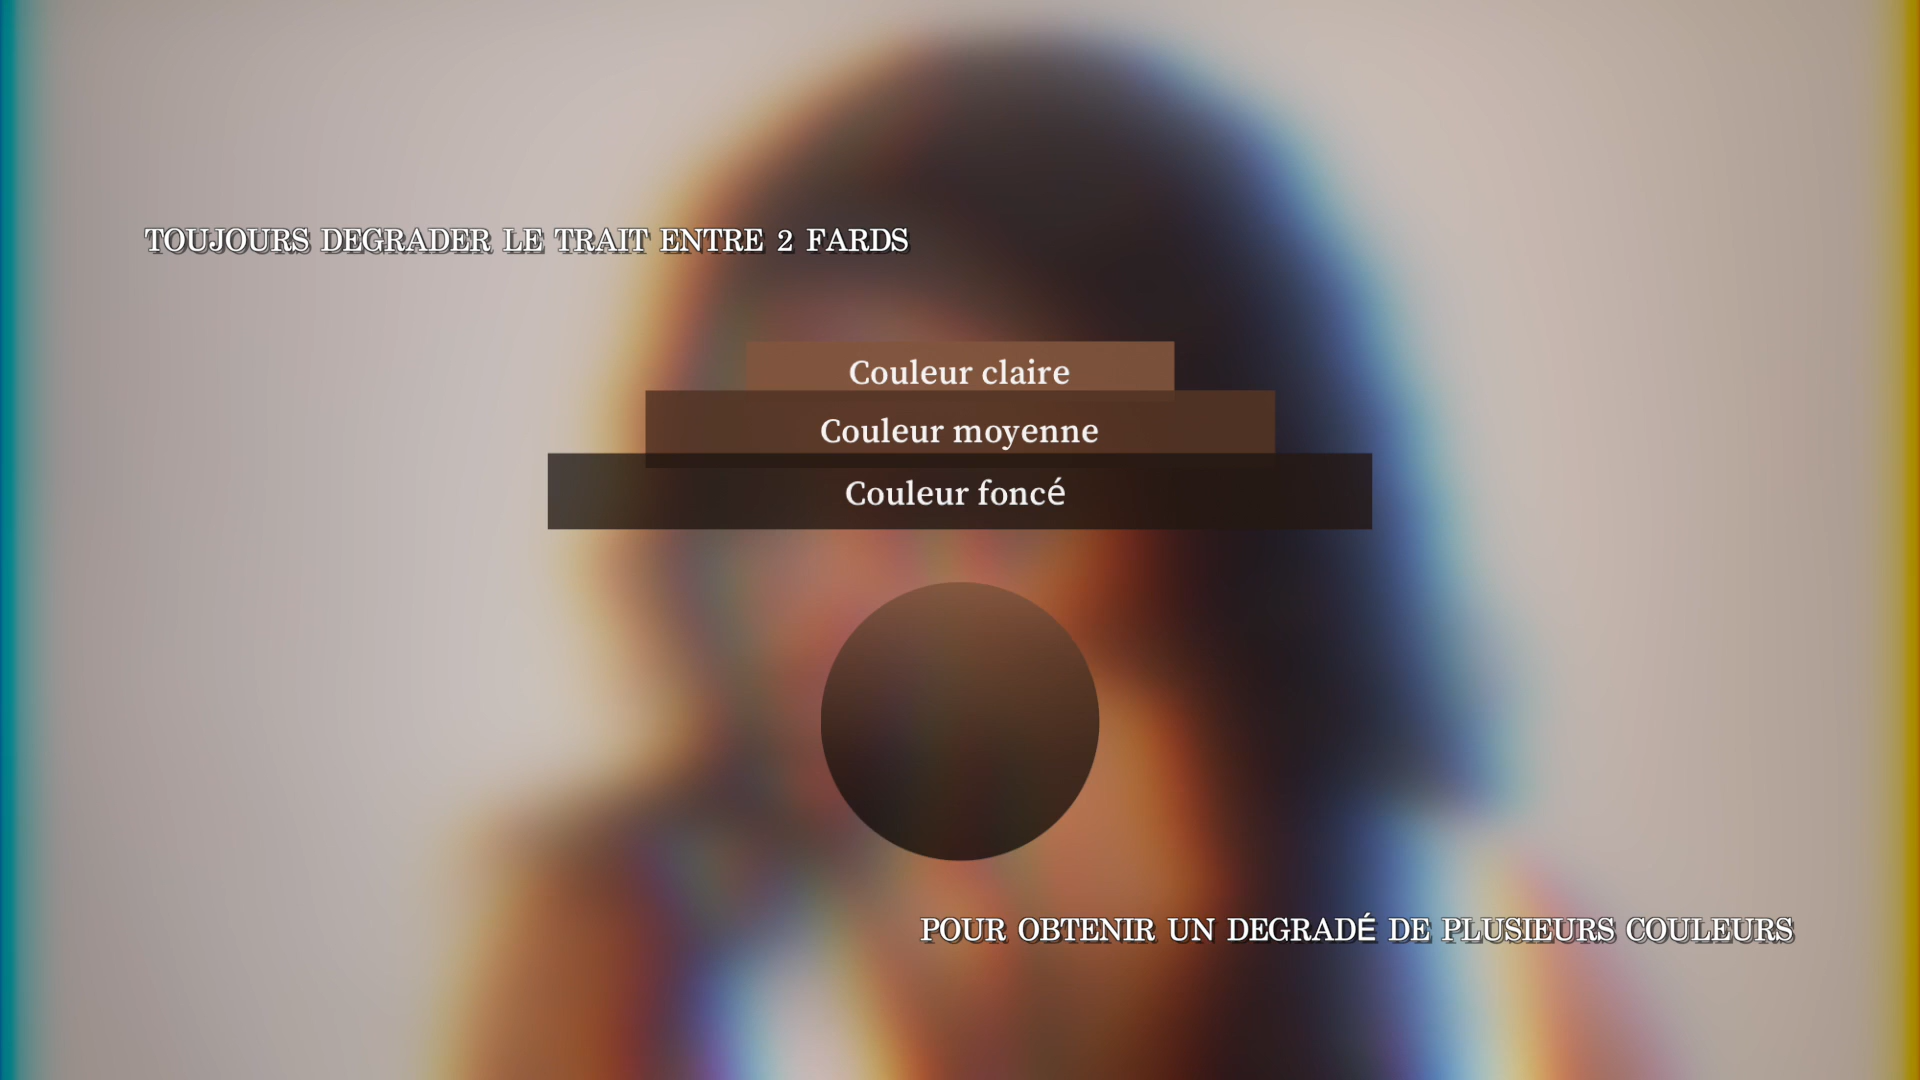 TOUJOURS DEGRADER LE TRAIT ENTRE 2 FARDS
Couleur claire
Couleur moyenne
Couleur foncé
POUR OBTENIR UN DEGRADÉ DE PLUSIEURS COULEURS